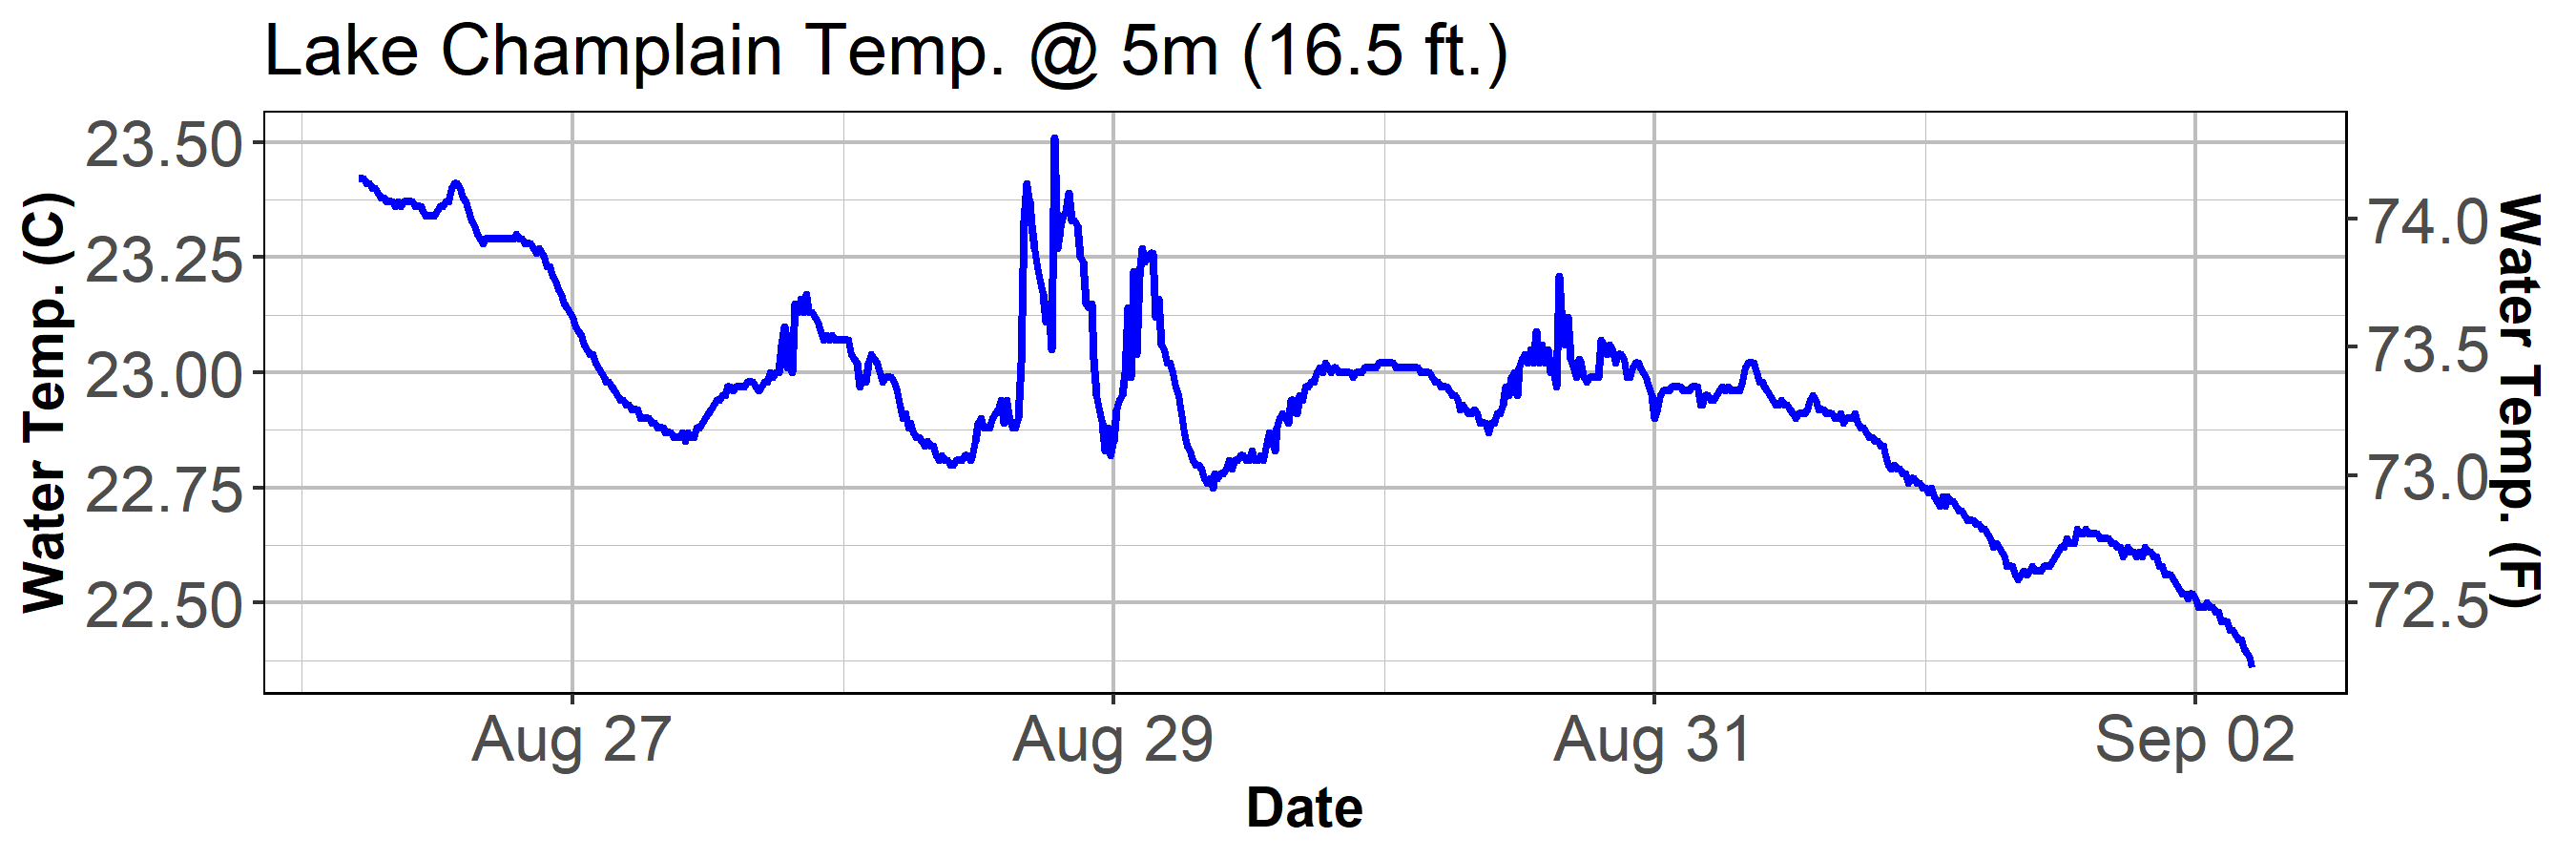 Lake Champlain Temp. @ 5m (16.5 ft.)
Water Temp. (C)
23.50
23.25
23.00
22.75
22.50
74.0
73.5
73.0
72.5
Water Temp. (F)
Aug 27
Aug 29
Aug 31
Sep 02
Date